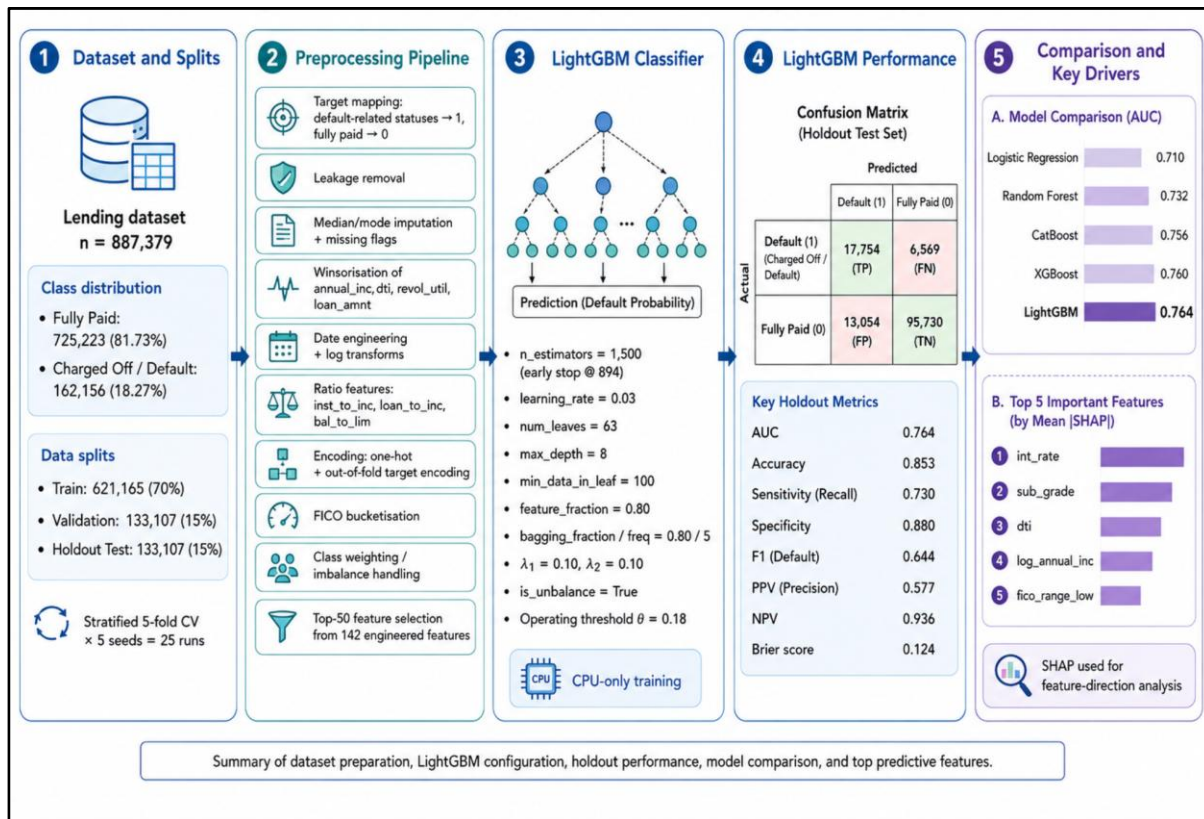 1 Dataset and Splits
Lending dataset
n = 887,379
Class distribution
• Fully Paid:
725,223 (81.73%)
• Charged Off / Default:
162,156 (18.27%)
Data splits
• Train: 621,165 (70%)
• Validation: 133,107 (15%)
• Holdout Test: 133,107 (15%)
Stratified 5-fold CV
× 5 seeds = 25 runs
2 Preprocessing Pipeline
Target mapping:
default-related statuses → 1,
fully paid → 0
Leakage removal
Median/mode imputation
+ missing flags
Winsorisation of
annual_inc, dti, revol_util,
loan_amnt
Date engineering
+ log transforms
Ratio features:
inst_to_inc, loan_to_inc,
bal_to_lim
Encoding: one-hot
+ out-of-fold target encoding
FICO bucketisation
Class weighting /
imbalance handling
Top-50 feature selection
from 142 engineered features
3 LightGBM Classifier
...
Prediction (Default Probability)
• n_estimators = 1,500
(early stop @ 894)
• learning_rate = 0.03
• num_leaves = 63
• max_depth = 8
• min_data_in_leaf = 100
• feature_fraction = 0.80
• bagging_fraction / freq = 0.80 / 5
• λ₁ = 0.10, λ₂ = 0.10
• is_unbalance = True
• Operating threshold θ = 0.18
CPU
CPU-only training
4 LightGBM Performance
Confusion Matrix
(Holdout Test Set)
Predicted
Default (1) Fully Paid (0)
Actual
Default (1)
(Charged Off /
Default)
17,754
(TP)
6,569
(FN)
Fully Paid (0)
13,054
(FP)
95,730
(TN)
Key Holdout Metrics
AUC 0.764
Accuracy 0.853
Sensitivity (Recall) 0.730
Specificity 0.880
F1 (Default) 0.644
PPV (Precision) 0.577
NPV 0.936
Brier score 0.124
5 Comparison and
Key Drivers
A. Model Comparison (AUC)
Logistic Regression 0.710
Random Forest 0.732
CatBoost 0.756
XGBoost 0.760
LightGBM 0.764
B. Top 5 Important Features
(by Mean |SHAP|)
1 int_rate
2 sub_grade
3 dti
4 log_annual_inc
5 fico_range_low
SHAP used for
feature-direction analysis
Summary of dataset preparation, LightGBM configuration, holdout performance, model comparison, and top predictive features.